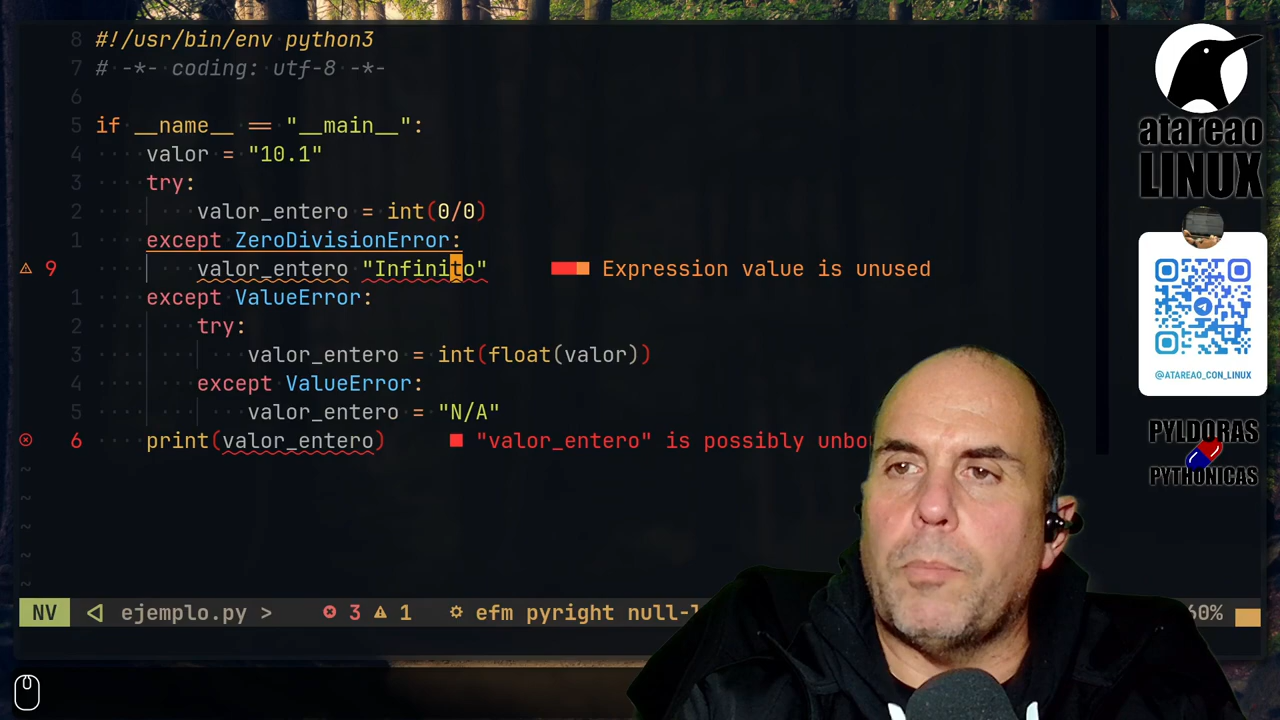 8 #!/usr/bin/env python3
7 # -*- coding: utf-8 -*-
6
5 if __name__ == "__main__":
4 valor = "10.1"
3 try:
2 valor_entero = int(0/0)
1 except ZeroDivisionError:
9 valor_entero "Infinito" Expression value is unused
1 except ValueError:
2 try:
3 valor_entero = int(float(valor))
4 except ValueError:
5 valor_entero = "N/A"
6 print(valor_entero) "valor_entero" is possibly
~
~
~
~
~
NV ejemplo.py > 3 1 efm pyright
atareao
LINUX
@ATAREAO_CON_LINUX
PYLDORAS
PYTHONICAS